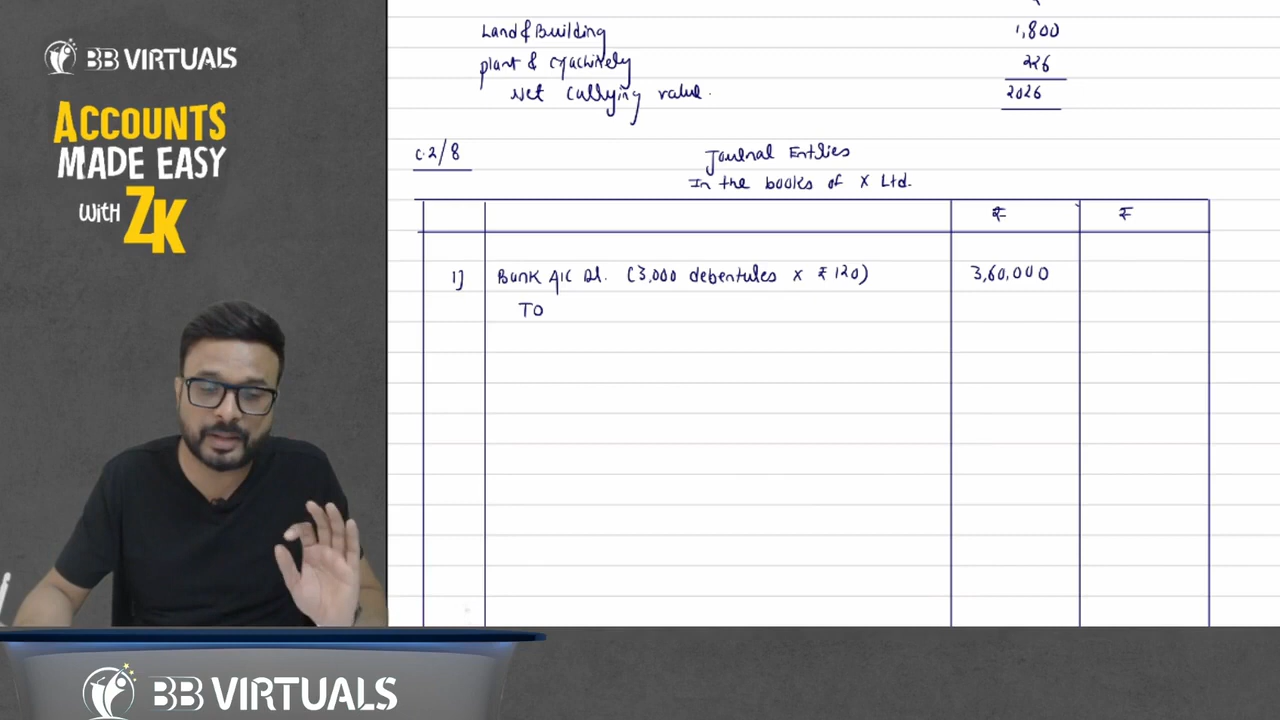 BB VIRTUALS
ACCOUNTS
MADE EASY
WITH ZK
Land & Building 1,800
plant & Machinery 226
Net Carrying value. 2026
C.2/8
Journal Entries
In the books of X Ltd.
₹ ₹
1] Bank A/C Dr. (3,000 debentures x ₹120) 3,60,000
TO
BB VIRTUALS